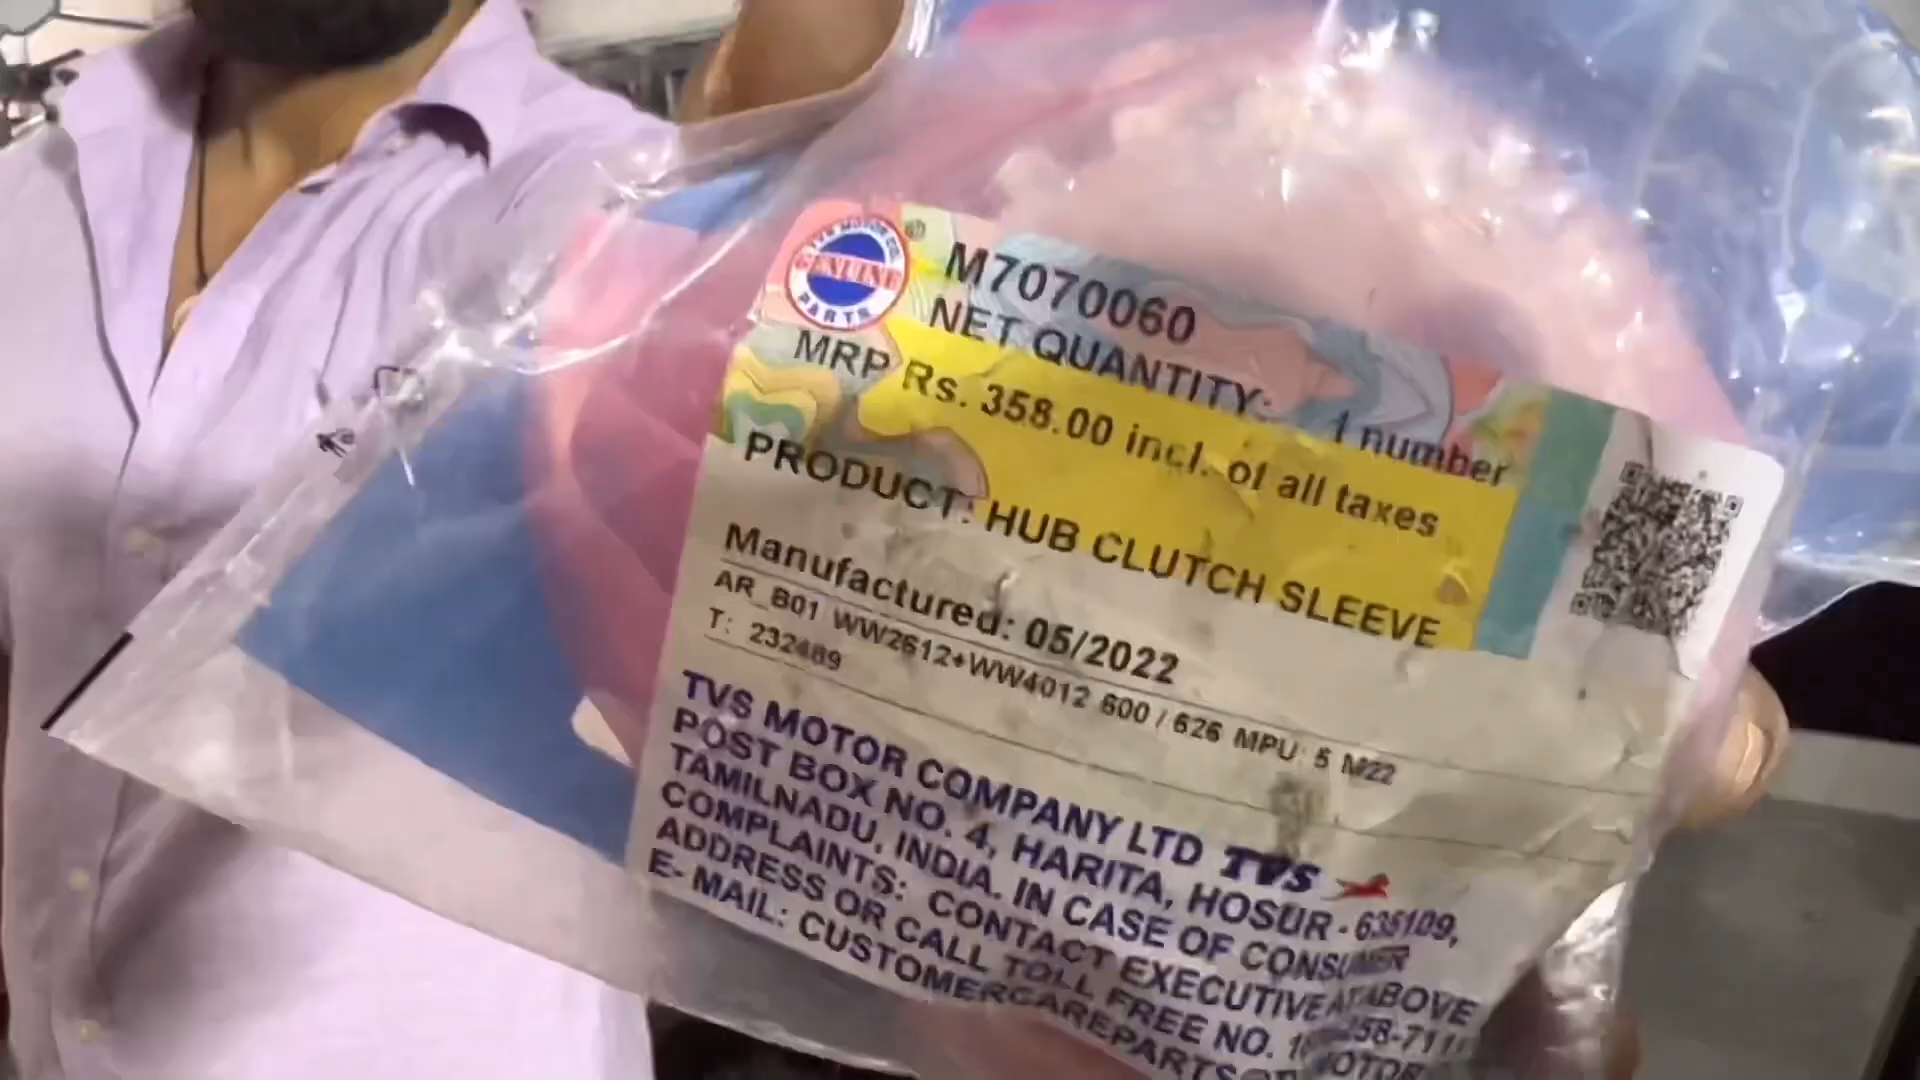 TVS MOTOR CO.
GENUINE
PARTS
M7070060
NET QUANTITY: 1 number
MRP Rs. 358.00 incl. of all taxes
PRODUCT: HUB CLUTCH SLEEVE
Manufactured: 05/2022
AR_B01 WW2612+WW4012 600 / 626 MPU: 5 M22
T: 232489
TVS MOTOR COMPANY LTD TVS
POST BOX NO. 4, HARITA, HOSUR - 635109,
TAMILNADU, INDIA. IN CASE OF CONSUMER
COMPLAINTS: CONTACT EXECUTIVE AT ABOVE
ADDRESS OR CALL TOLL FREE NO.
E- MAIL: